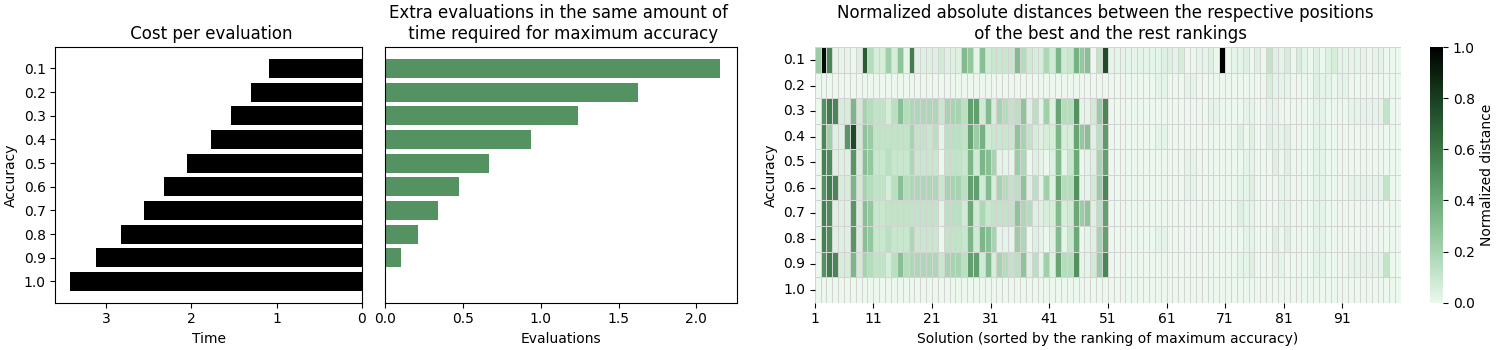 Cost per evaluation
Accuracy
0.1
0.2
0.3
0.4
0.5
0.6
0.7
0.8
0.9
1.0
3 2 1 0
Time
Extra evaluations in the same amount of
time required for maximum accuracy
0.0 0.5 1.0 1.5 2.0
Evaluations
Normalized absolute distances between the respective positions
of the best and the rest rankings
Accuracy
0.1
0.2
0.3
0.4
0.5
0.6
0.7
0.8
0.9
1.0
1 11 21 31 41 51 61 71 81 91
Solution (sorted by the ranking of maximum accuracy)
1.0
0.8
0.6
0.4
0.2
0.0
Normalized distance